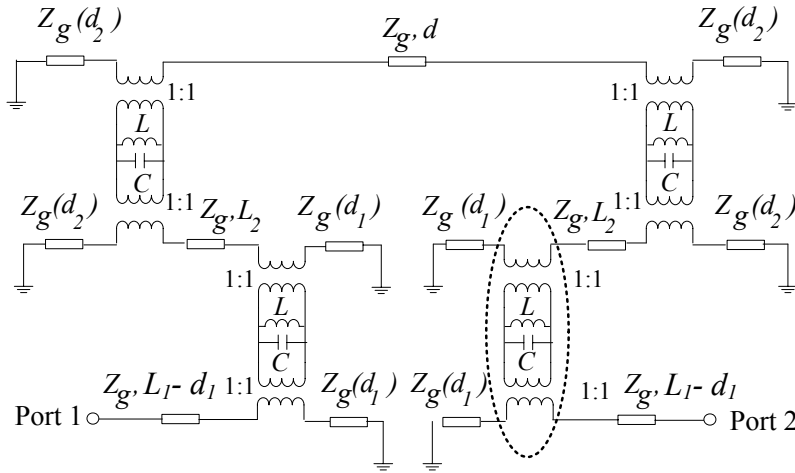 Z_g(d_2) Z_g,d Z_g(d_2)
1:1 1:1
L L
C C
Z_g(d_2) 1:1 Z_g,L_2 Z_g(d_1) Z_g(d_1) Z_g,L_2 1:1 Z_g(d_2)
1:1 1:1
L L
C C
Z_g,L_1-d_1 1:1 Z_g(d_1) Z_g(d_1) 1:1 Z_g,L_1-d_1
Port 1 Port 2